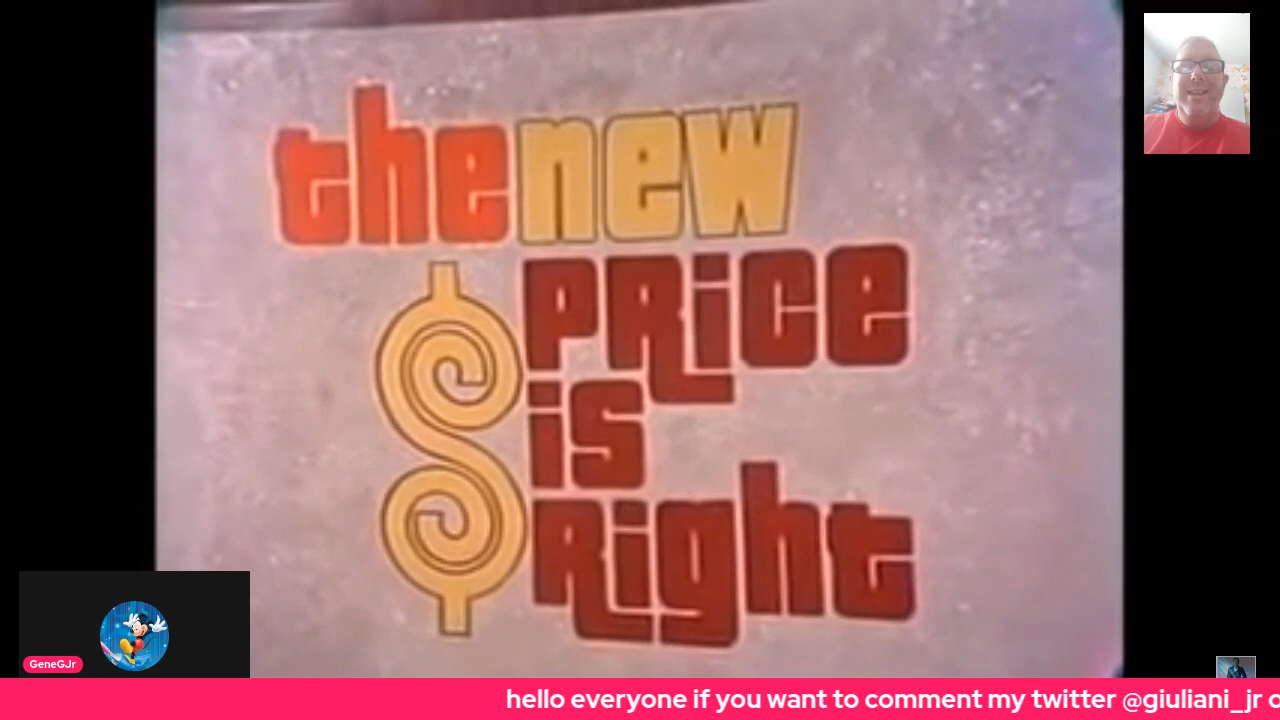 the new
PRice
is
Right
GeneGJr
hello everyone if you want to comment my twitter @giuliani_jr